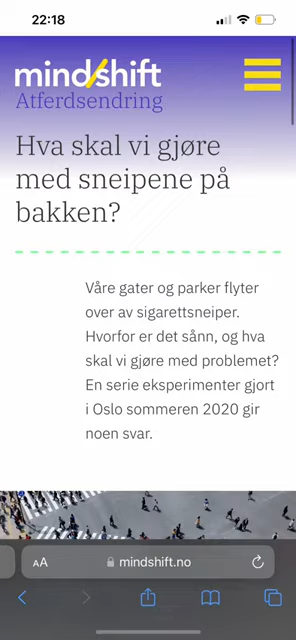 22:18
mindshift
Atferdsendring
Hva skal vi gjøre
med sneipene på
bakken?
Våre gater og parker flyter
over av sigarettsneiper.
Hvorfor er det sånn, og hva
skal vi gjøre med problemet?
En serie eksperimenter gjort
i Oslo sommeren 2020 gir
noen svar.
AA
mindshift.no